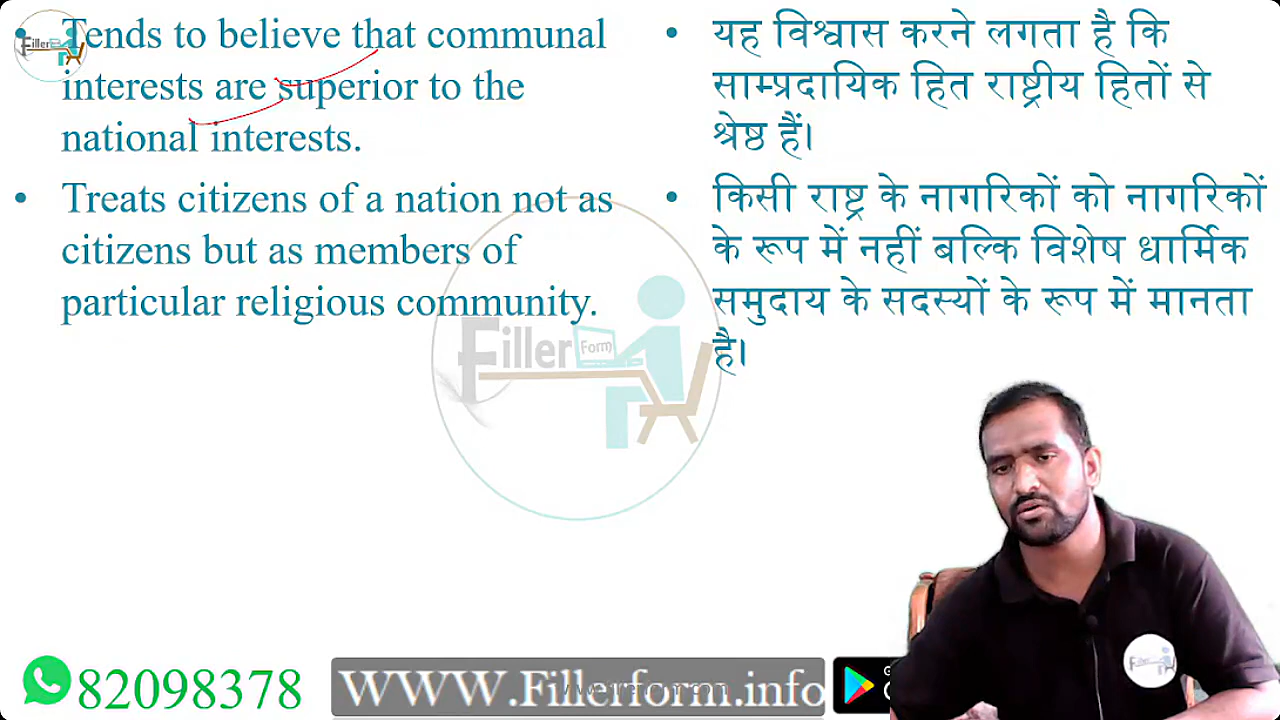 Tends to believe that communal
interests are superior to the
national interests.
Treats citizens of a nation not as
citizens but as members of
particular religious community.
यह विश्वास करने लगता है कि
साम्प्रदायिक हित राष्ट्रीय हितों से
श्रेष्ठ हैं।
किसी राष्ट्र के नागरिकों को नागरिकों
के रूप में नहीं बल्कि विशेष धार्मिक
समुदाय के सदस्यों के रूप में मानता
है।
Filler
Filler Form
82098378
WWW.Fillerform.info